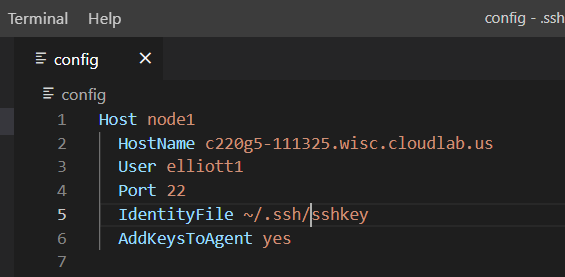 Terminal Help config - .ssh
config ×
config
1 Host node1
2 HostName c220g5-111325.wisc.cloudlab.us
3 User elliott1
4 Port 22
5 IdentityFile ~/.ssh/sshkey
6 AddKeysToAgent yes
7